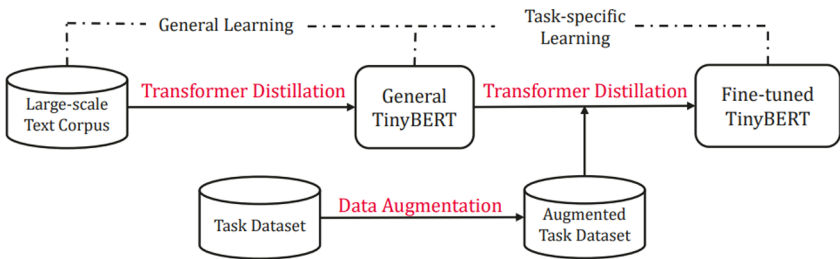 General Learning
Task-specific
Learning
Large-scale
Text Corpus
Transformer Distillation
General
TinyBERT
Transformer Distillation
Fine-tuned
TinyBERT
Task Dataset
Data Augmentation
Augmented
Task Dataset